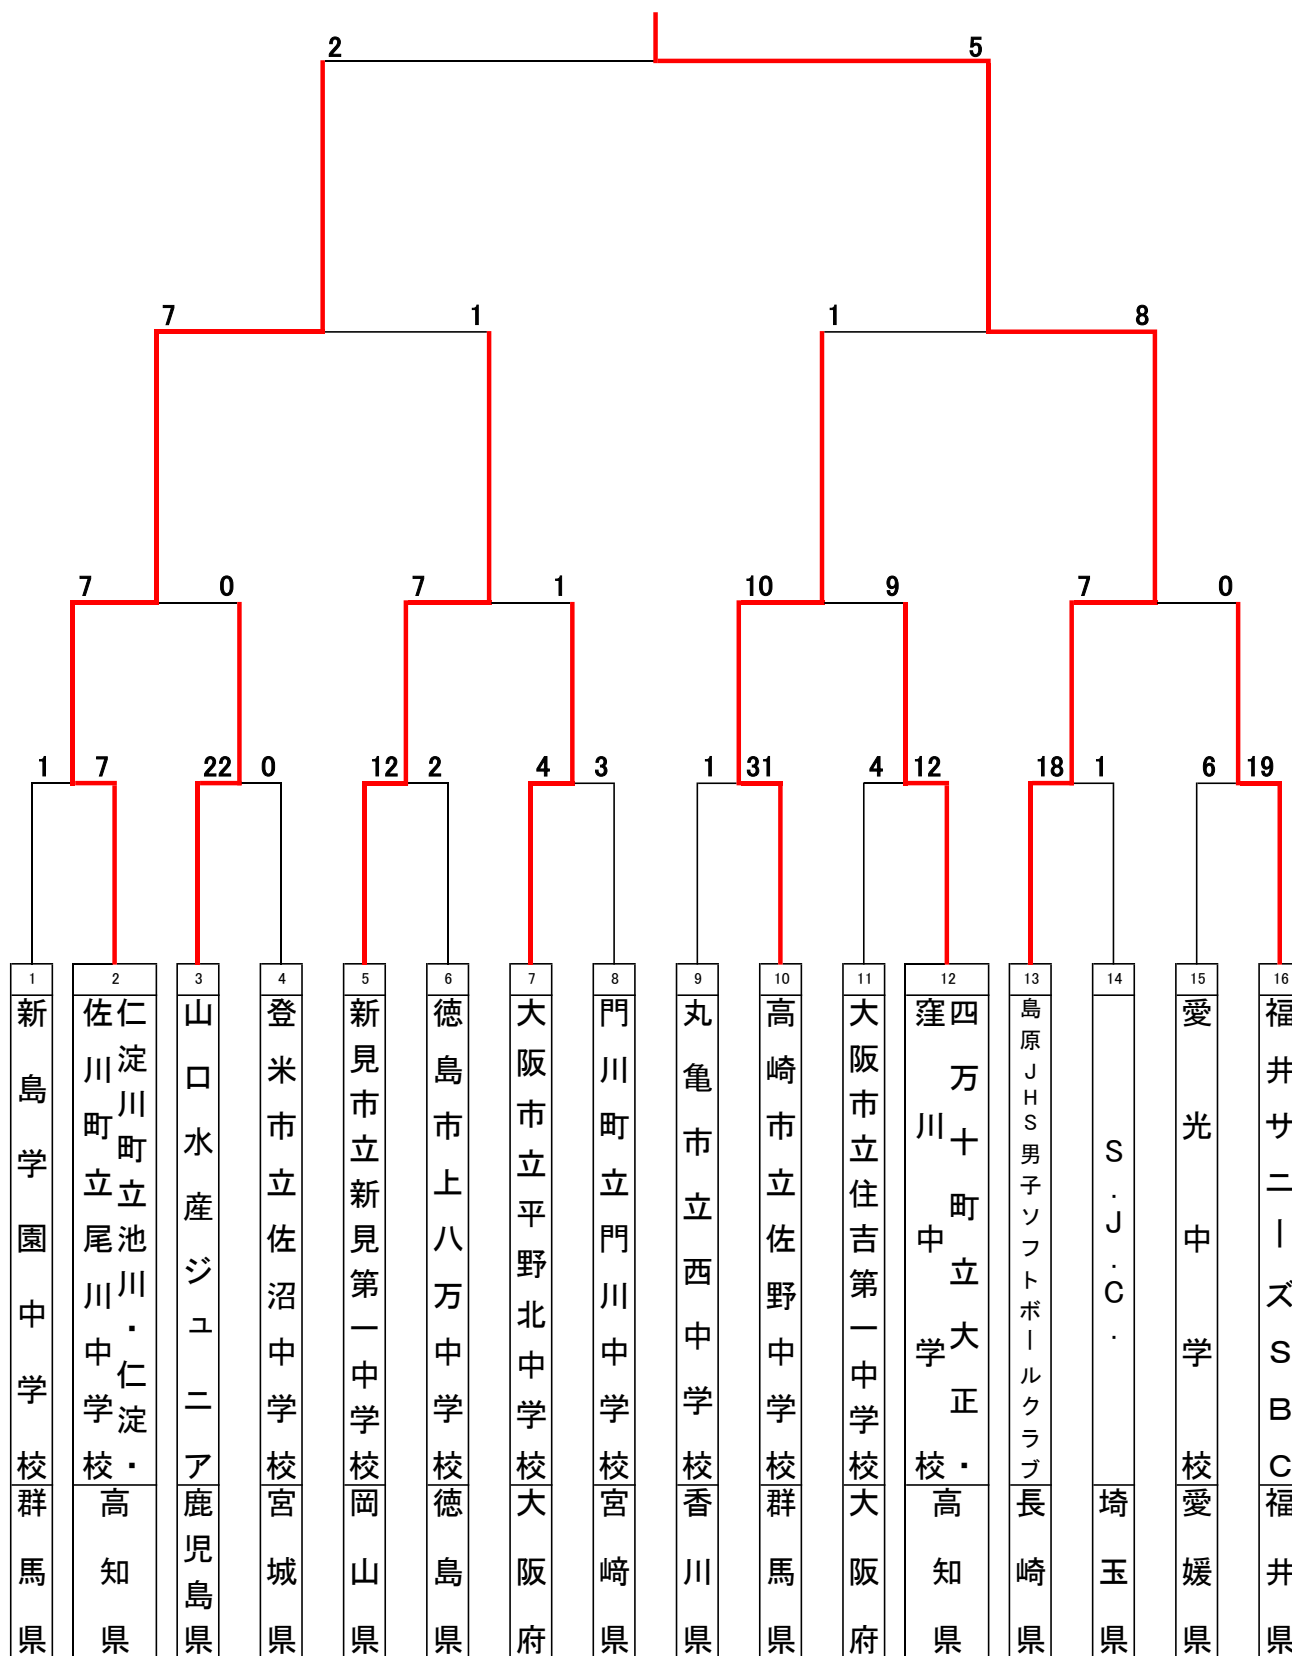 2 5
7 1 1 8
7 0 7 1 10 9 7 0
1 7 22 0 12 2 4 3 1 31 4 12 18 1 6 19
1 2 3 4 5 6 7 8 9 10 11 12 13 14 15 16
新島学園中学校
仁淀川町立池川・仁淀・
佐川町立尾川中学校
山口水産ジュニア
登米市立佐沼中学校
新見市立新見第一中学校
徳島市上八万中学校
大阪市立平野北中学校
門川町立門川中学校
丸亀市立西中学校
高崎市立佐野中学校
大阪市立住吉第一中学校
四万十町立大正・
窪川中学校
島原JHS男子ソフトボールクラブ
S.J.C.
愛光中学校
福井サニーズSBC
群馬県
高知県
鹿児島県
宮城県
岡山県
徳島県
大阪府
宮﨑県
香川県
群馬県
大阪府
高知県
長崎県
埼玉県
愛媛県
福井県